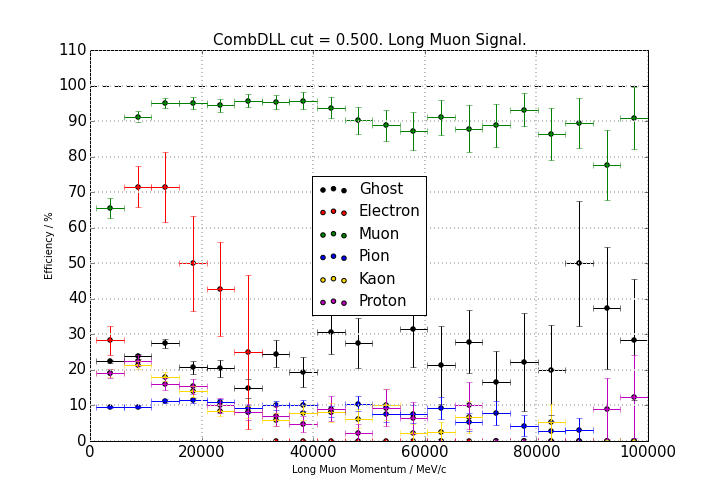 CombDLL cut = 0.500. Long Muon Signal.
110
100
90
80
70
60
50
40
30
20
10
0
Efficiency / %
Ghost
Electron
Muon
Pion
Kaon
Proton
0
20000
40000
60000
80000
100000
Long Muon Momentum / MeV/c